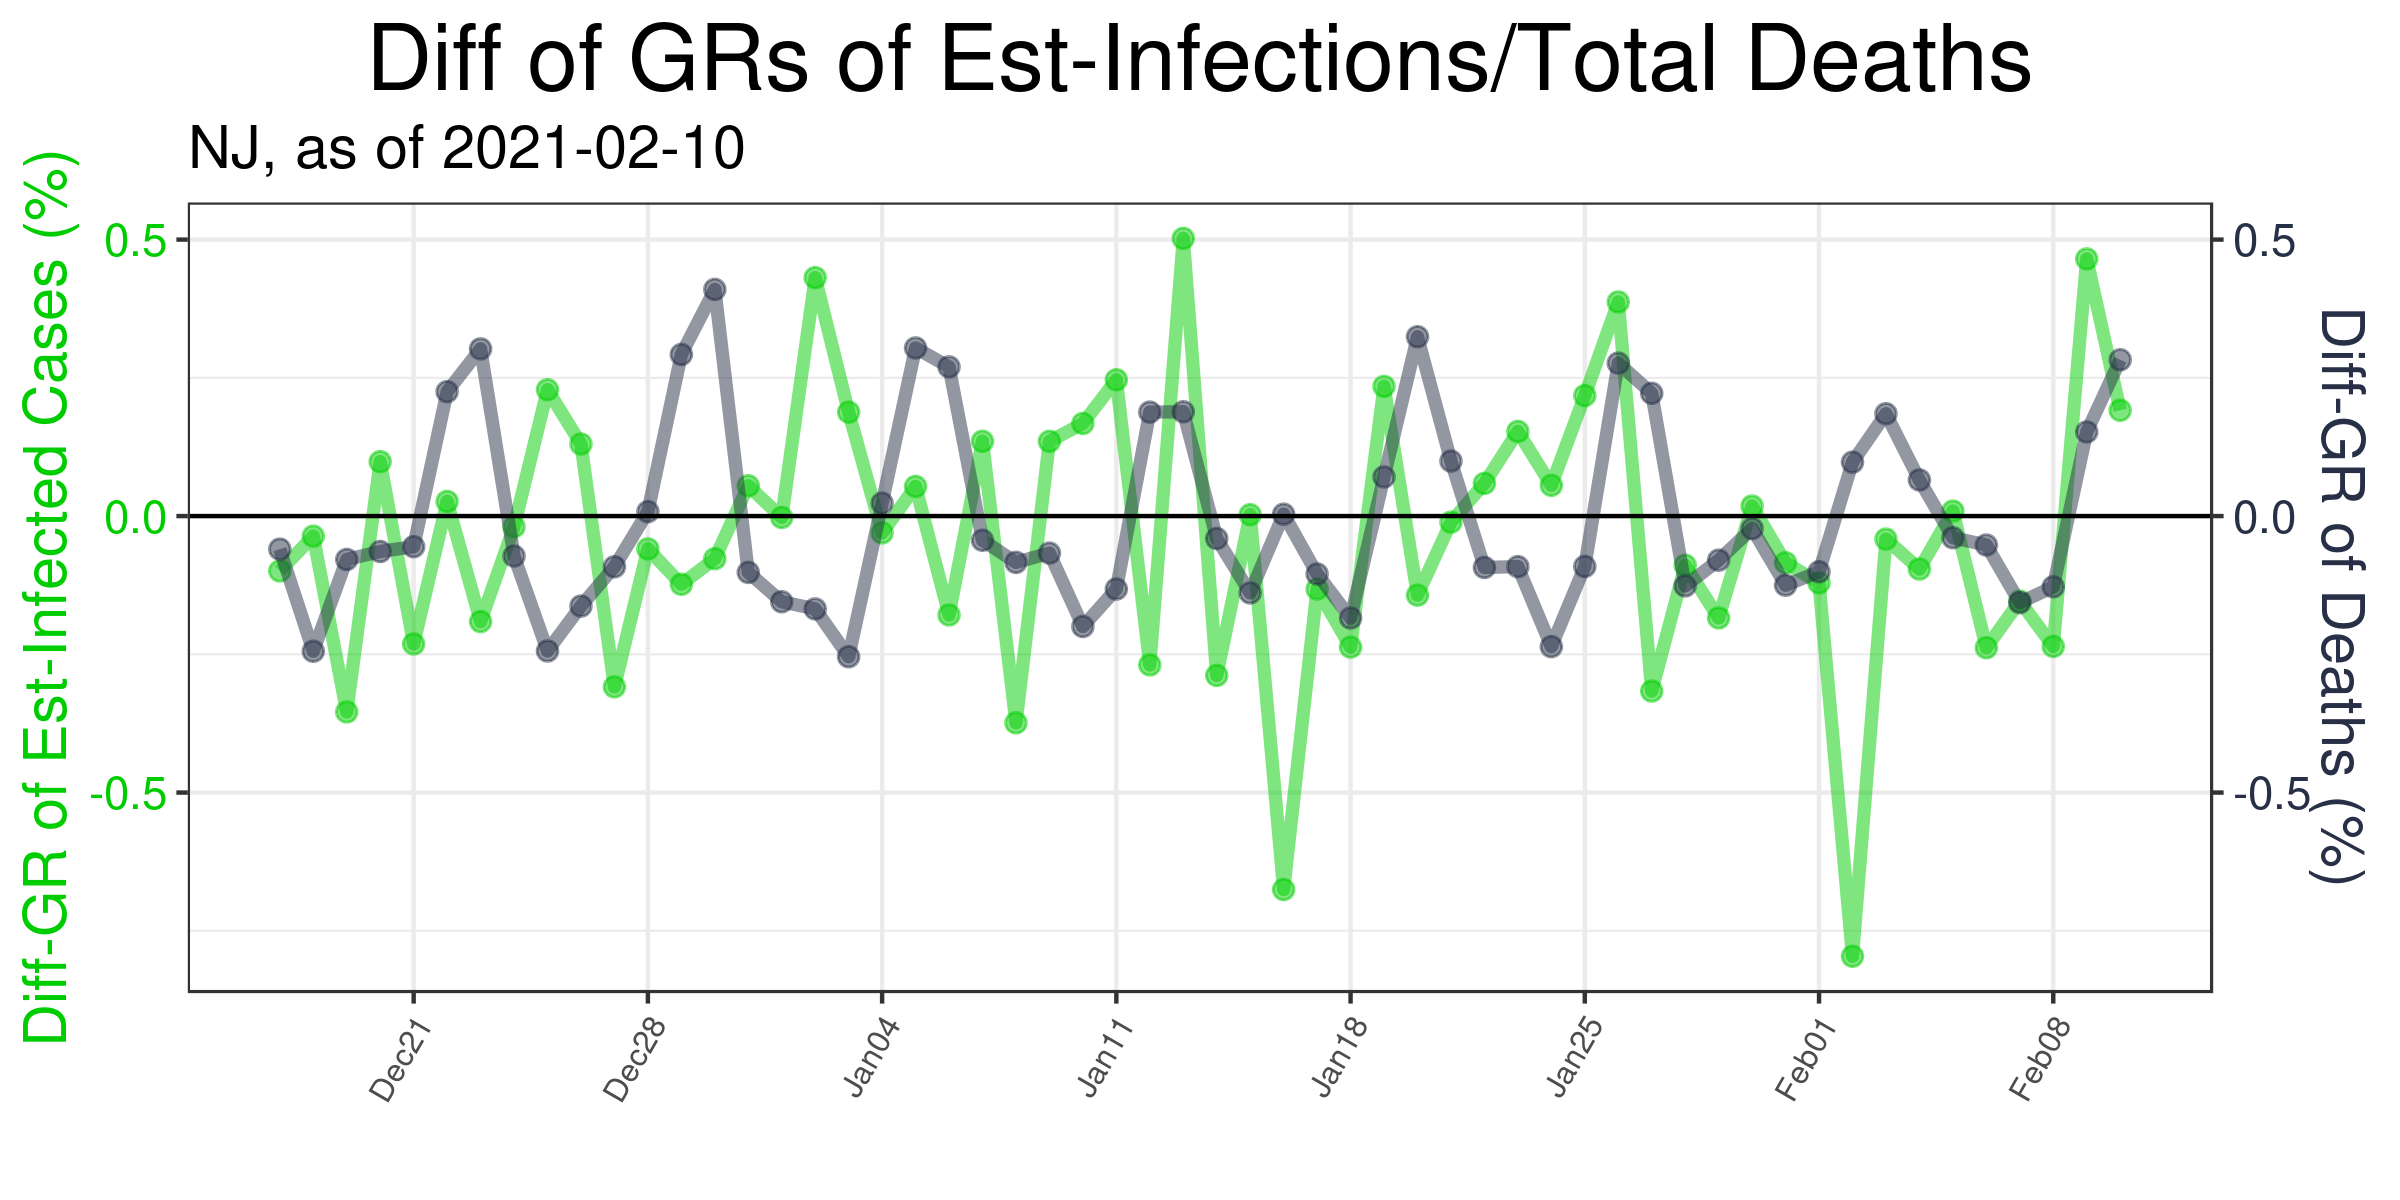 Diff of GRs of Est-Infections/Total Deaths
NJ, as of 2021-02-10
Diff-GR of Est-Infected Cases (%)
0.5
0.0
-0.5
0.5
0.0
-0.5
Diff-GR of Deaths (%)
Dec21
Dec28
Jan04
Jan11
Jan18
Jan25
Feb01
Feb08